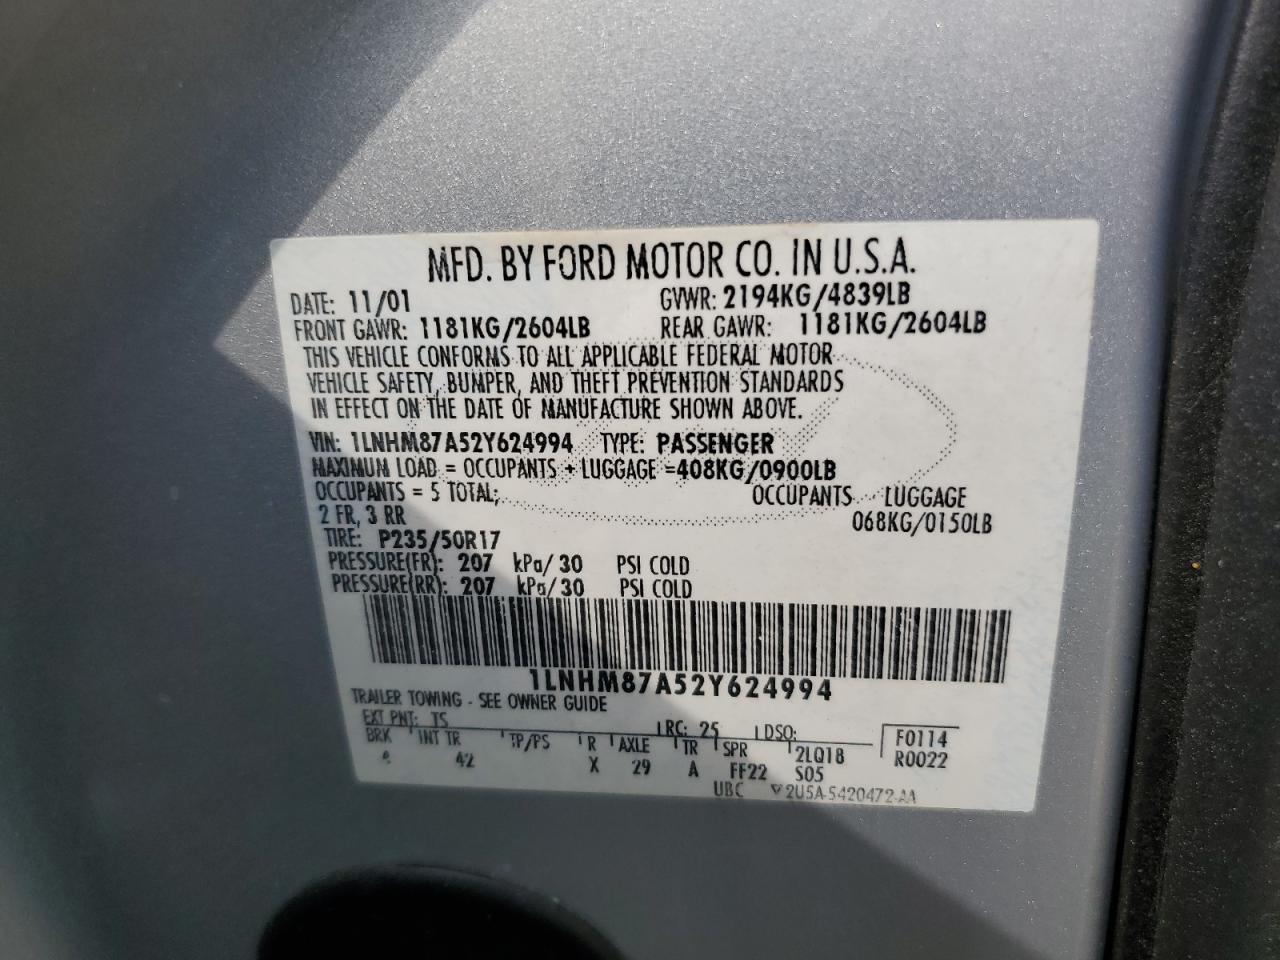 MFD. BY FORD MOTOR CO. IN U.S.A.
DATE: 11/01 GVWR: 2194KG/4839LB
FRONT GAWR: 1181KG/2604LB REAR GAWR: 1181KG/2604LB
THIS VEHICLE CONFORMS TO ALL APPLICABLE FEDERAL MOTOR
VEHICLE SAFETY, BUMPER, AND THEFT PREVENTION STANDARDS
IN EFFECT ON THE DATE OF MANUFACTURE SHOWN ABOVE.
VIN: 1LNHM87A52Y624994 TYPE: PASSENGER
MAXIMUM LOAD = OCCUPANTS + LUGGAGE =408KG/0900LB
OCCUPANTS = 5 TOTAL; OCCUPANTS LUGGAGE
2 FR, 3 RR 068KG/0150LB
TIRE: P235/50R17
PRESSURE(FR): 207 kPa/30 PSI COLD
PRESSURE(RR): 207 kPa/30 PSI COLD
1LNHM87A52Y624994
TRAILER TOWING - SEE OWNER GUIDE
EXT PNT: TS RC: 25 DSO: F0114
BRK INT TR TP/PS R AXLE TR SPR 2LQ18 R0022
42 X 29 A FF22 S05
UBC 2U5A-5420472-AA